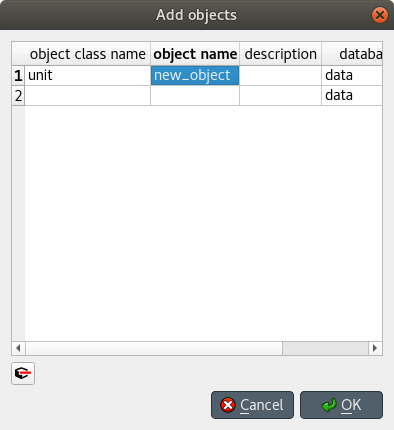 Add objects
object class name object name description databa
1 unit new_object data
2 data
Cancel OK